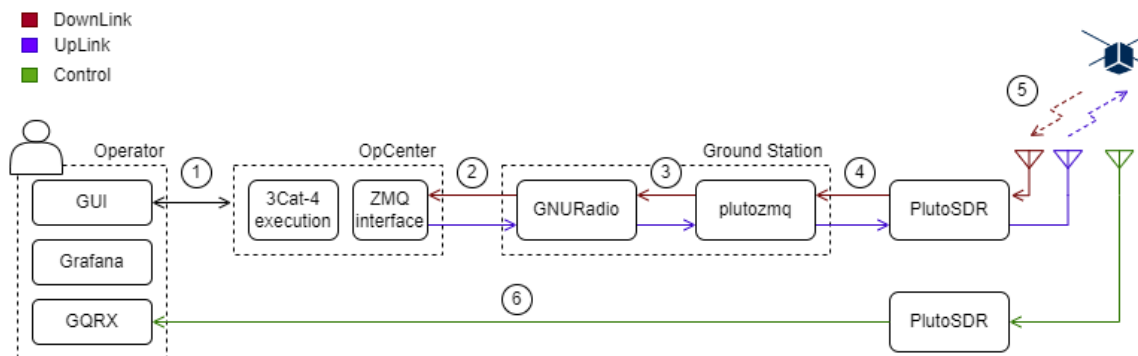 DownLink
UpLink
Control
5
Operator
1
OpCenter
2
Ground Station
3
4
GUI
3Cat-4
execution
ZMQ
interface
GNURadio
plutozmq
PlutoSDR
Grafana
6
GQRX
PlutoSDR